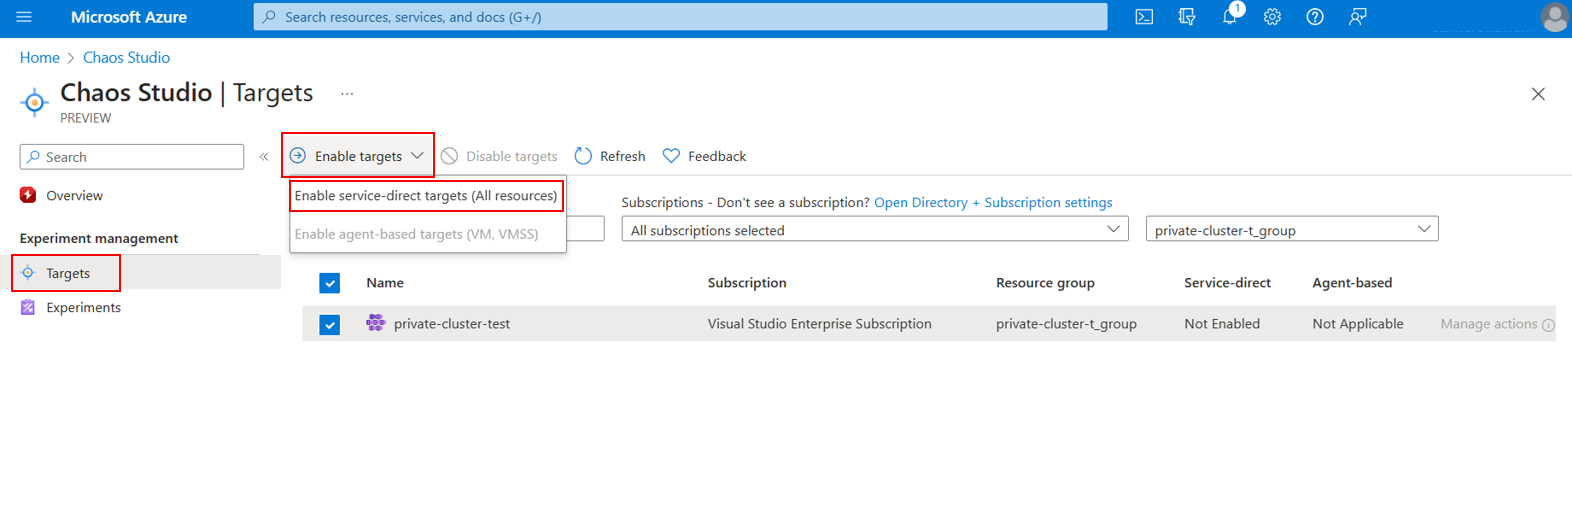 Microsoft Azure
Search resources, services, and docs (G+/)
1
Home > Chaos Studio
Chaos Studio | Targets ...
PREVIEW
Search
«
Enable targets
Disable targets
Refresh
Feedback
Overview
Enable service-direct targets (All resources)
Enable agent-based targets (VM, VMSS)
Subscriptions - Don't see a subscription? Open Directory + Subscription settings
All subscriptions selected
private-cluster-t_group
Experiment management
Targets
Experiments
Name Subscription Resource group Service-direct Agent-based
private-cluster-test Visual Studio Enterprise Subscription private-cluster-t_group Not Enabled Not Applicable Manage actions